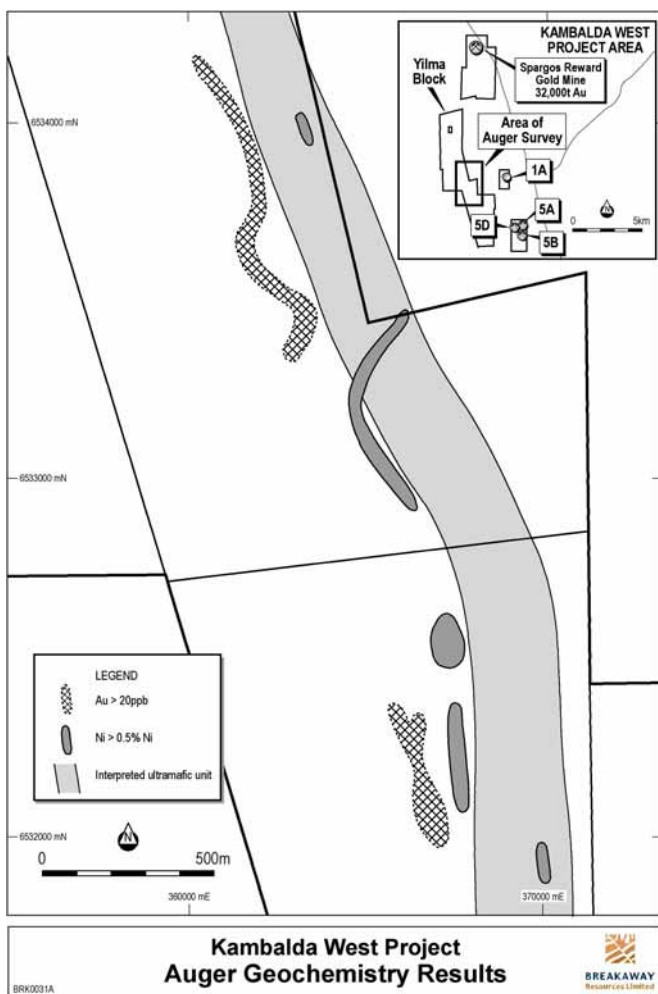 KAMBALDA WEST
PROJECT AREA
Spargos Reward
Gold Mine
32,000t Au
Yilma
Block
Area of
Auger Survey
1A
5A
5D
5B
N
0 5km
6534000 mN
6533000 mN
LEGEND
Au > 20ppb
Ni > 0.5% Ni
Interpreted ultramafic unit
6532000 mN
N
0 500m
360000 mE
370000 mE
Kambalda West Project
Auger Geochemistry Results
BRK0031A
BREAKAWAY
Resources Limited